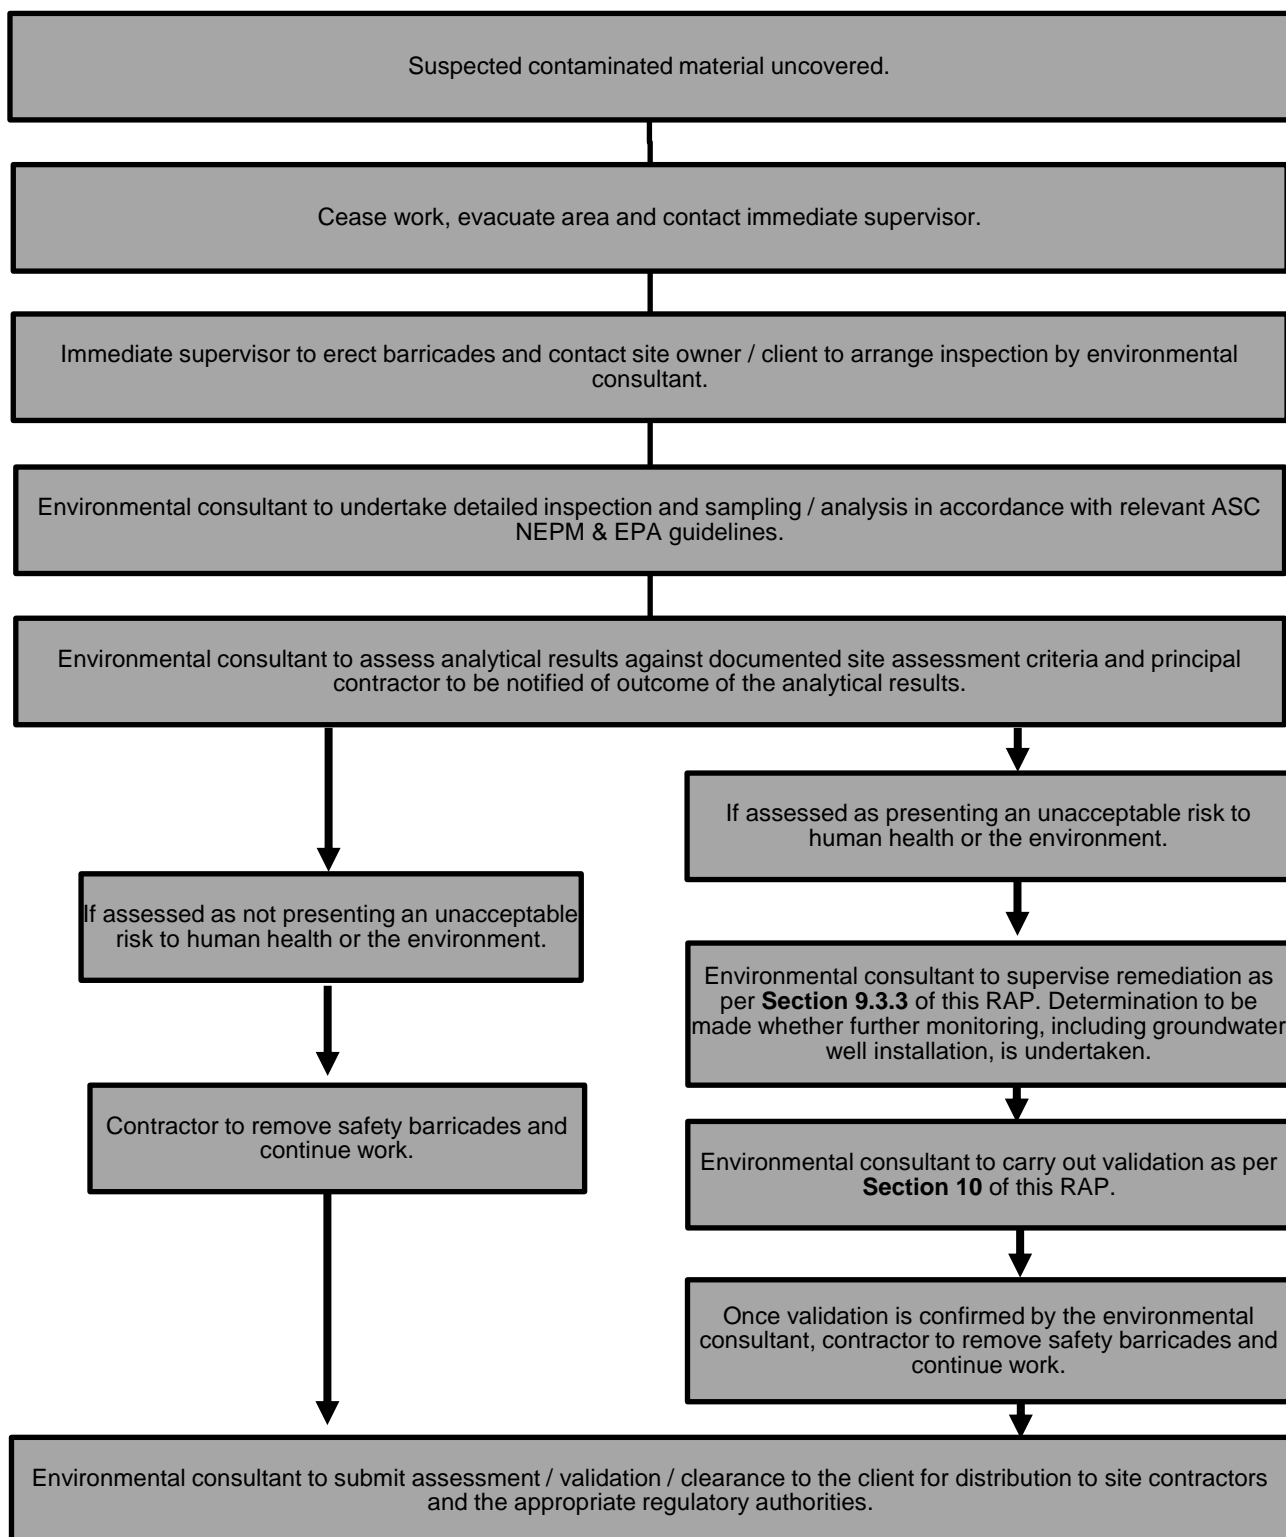 Suspected contaminated material uncovered.
Cease work, evacuate area and contact immediate supervisor.
Immediate supervisor to erect barricades and contact site owner / client to arrange inspection by environmental
consultant.
Environmental consultant to undertake detailed inspection and sampling / analysis in accordance with relevant ASC
NEPM & EPA guidelines.
Environmental consultant to assess analytical results against documented site assessment criteria and principal
contractor to be notified of outcome of the analytical results.
If assessed as not presenting an unacceptable
risk to human health or the environment.
Contractor to remove safety barricades and
continue work.
If assessed as presenting an unacceptable risk to
human health or the environment.
Environmental consultant to supervise remediation as
per Section 9.3.3 of this RAP. Determination to be
made whether further monitoring, including groundwater
well installation, is undertaken.
Environmental consultant to carry out validation as per
Section 10 of this RAP.
Once validation is confirmed by the environmental
consultant, contractor to remove safety barricades and
continue work.
Environmental consultant to submit assessment / validation / clearance to the client for distribution to site contractors
and the appropriate regulatory authorities.